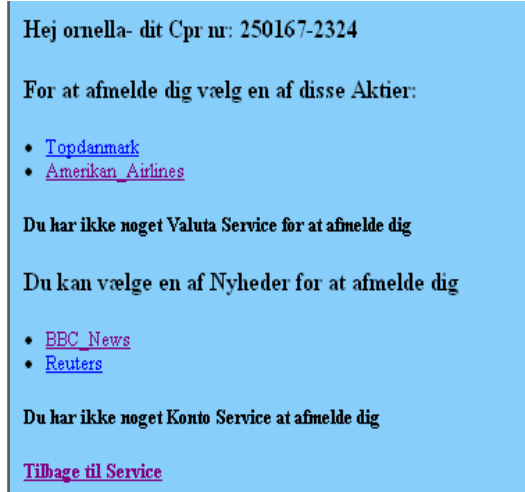 Hej ornella- dit Cpr nr: 250167-2324
For at afmelde dig vælg en af disse Aktier:
Topdanmark
Amerikan_Airlines
Du har ikke noget Valuta Service for at afmelde dig
Du kan vælge en af Nyheder for at afmelde dig
BBC_News
Reuters
Du har ikke noget Konto Service at afmelde dig
Tilbage til Service